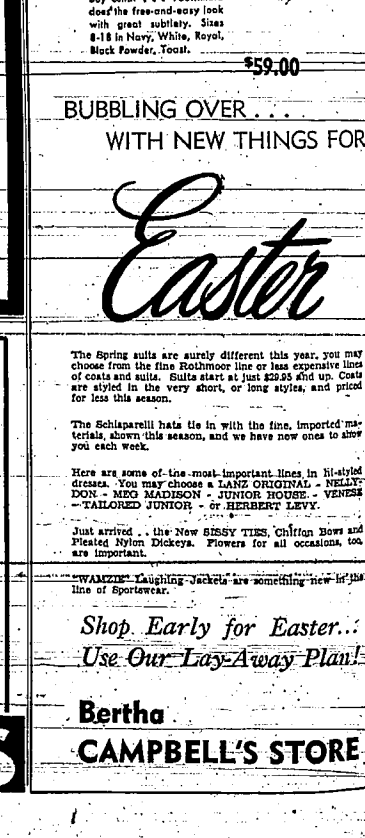 does the free-and-easy look
with great subtlety. Sizes
8-18 in Navy, White, Royal,
Black Powder, Toast.
$59.00
BUBBLING OVER . . .
WITH NEW THINGS FOR
Easter
The Spring suits are surely different this year, you may
choose from the fine Rothmoor line or less expensive lines
of coats and suits. Suits start at just $29.95 and up. Coats
are styled in the very short, or long styles, and priced
for less this season.
The Schiaparelli hats tie in with the fine, imported ma-
terials, shown this season, and we have new ones to show
you each week.
Here are some of the most important lines in hi-styled
dresses. You may choose a LANZ ORIGINAL - NELLY-
DON - MEG MADISON - JUNIOR HOUSE - VENESE
- TAILORED JUNIOR - or HERBERT LEVY.
Just arrived . . the New SISSY TIES, Chiffon Bows and
Pleated Nylon Dickeys. Flowers for all occasions, too,
are important.
"WAMZIE" Laughing Jackets are something new in the
line of Sportswear.
Shop Early for Easter...
Use Our Lay-Away Plan!
Bertha
CAMPBELL'S STORE
S